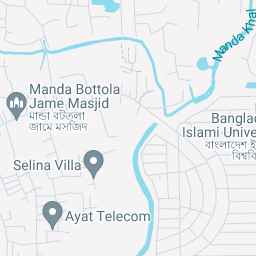 Manda Khal
Manda Bottola
Jame Masjid
মান্ডা বটতলা
জামে মসজিদ
Banglad
Islami Unive
বাংলাদেশ ই
বিশ্ববি
Selina Villa
Ayat Telecom